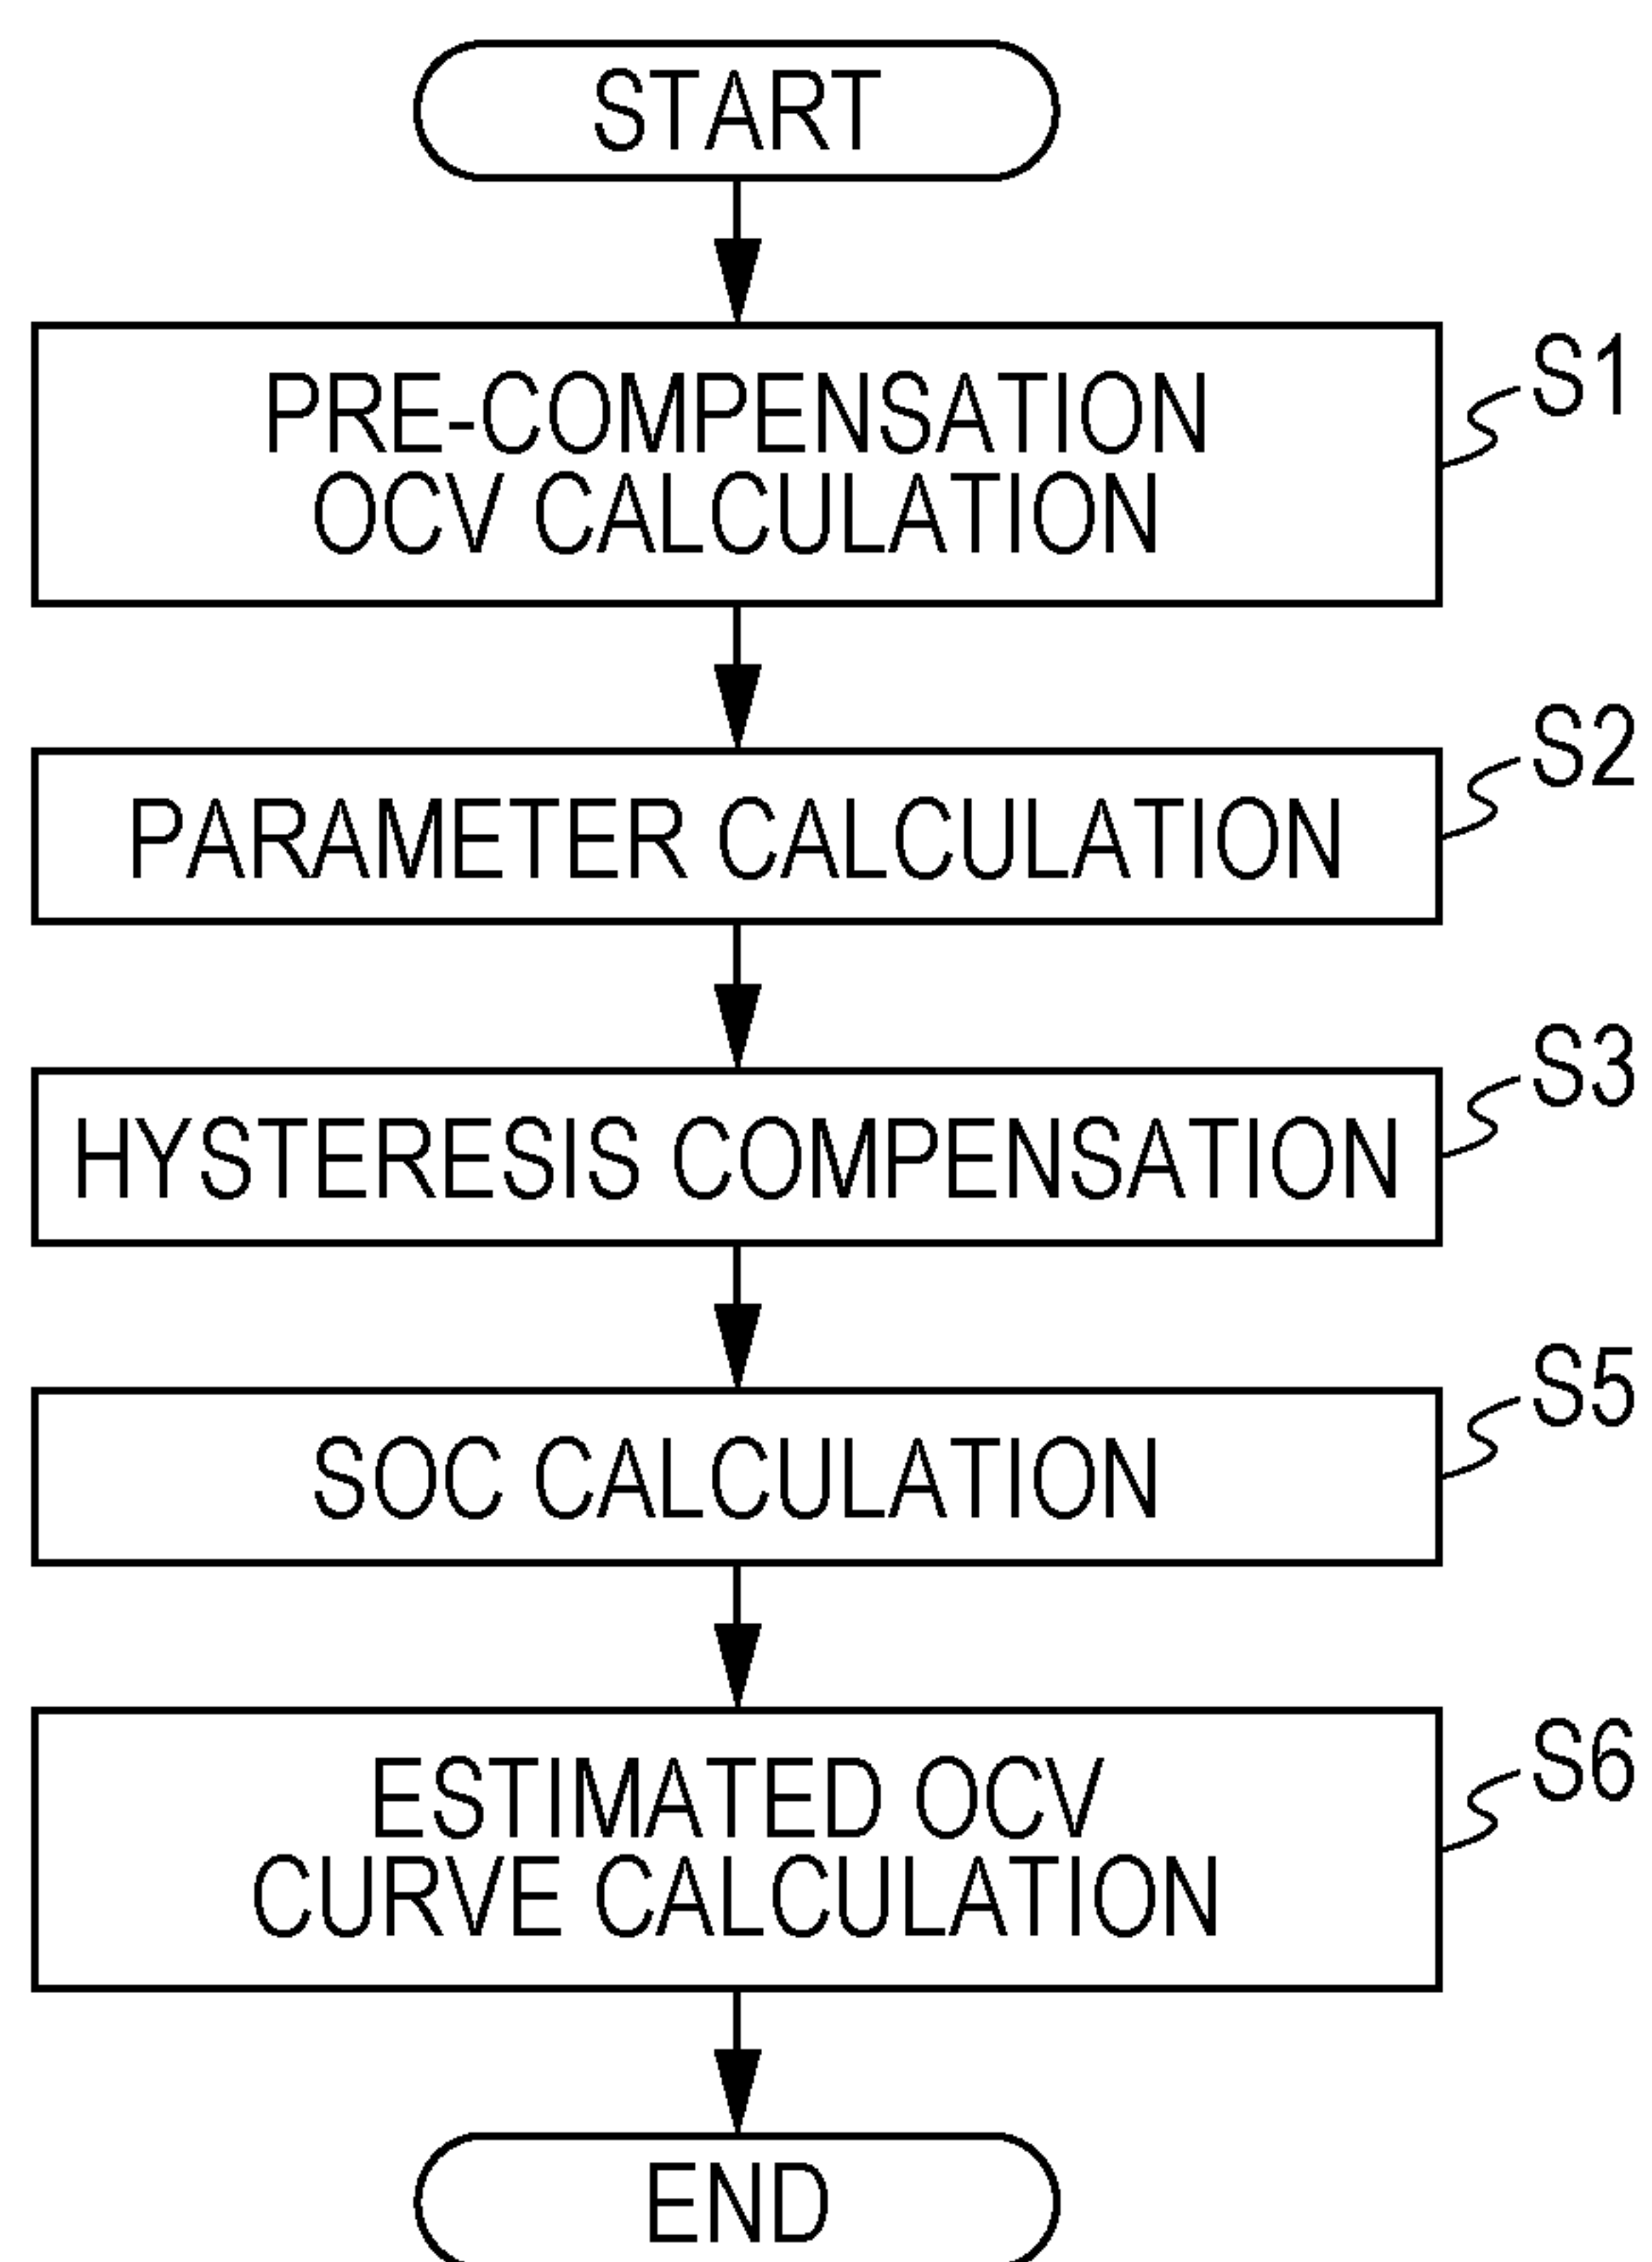 START
PRE-COMPENSATION
OCV CALCULATION
S1
PARAMETER CALCULATION
S2
HYSTERESIS COMPENSATION
S3
SOC CALCULATION
S5
ESTIMATED OCV
CURVE CALCULATION
S6
END